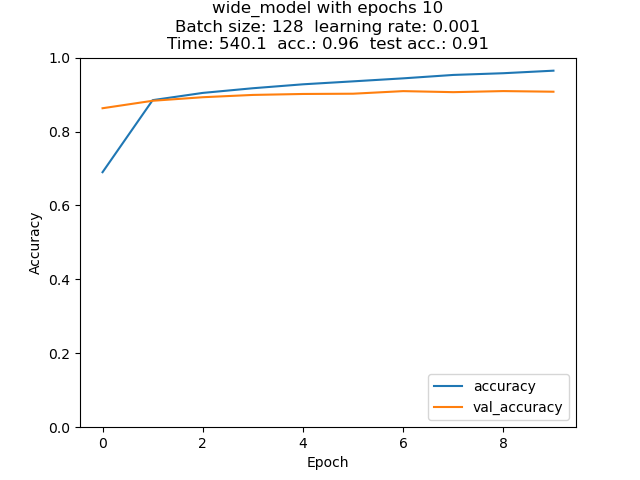 wide_model with epochs 10
Batch size: 128  learning rate: 0.001
Time: 540.1  acc.: 0.96  test acc.: 0.91
1.0
0.8
0.6
0.4
0.2
0.0
Accuracy
0 2 4 6 8
Epoch
accuracy
val_accuracy